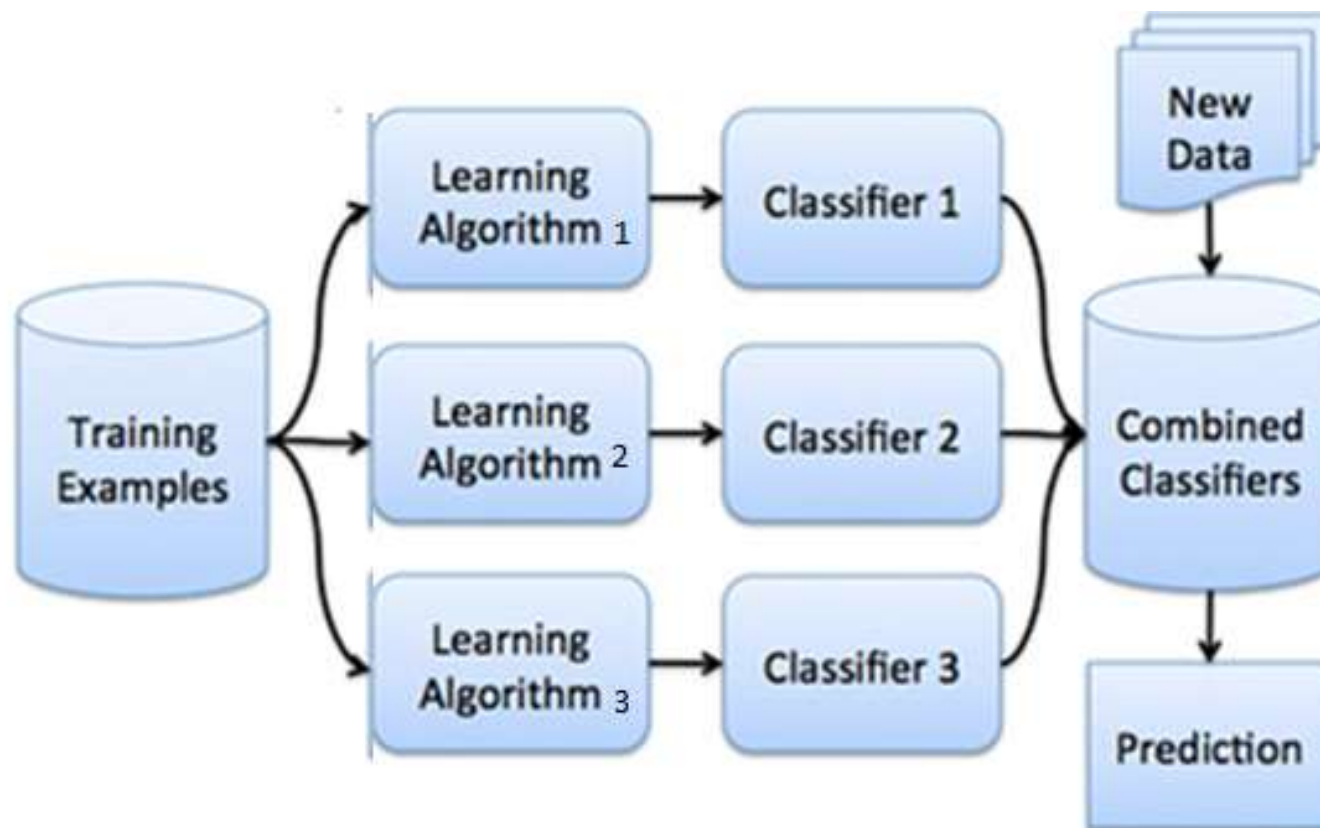 Training
Examples
Learning
Algorithm 1
Classifier 1
Learning
Algorithm 2
Classifier 2
Learning
Algorithm 3
Classifier 3
New
Data
Combined
Classifiers
Prediction